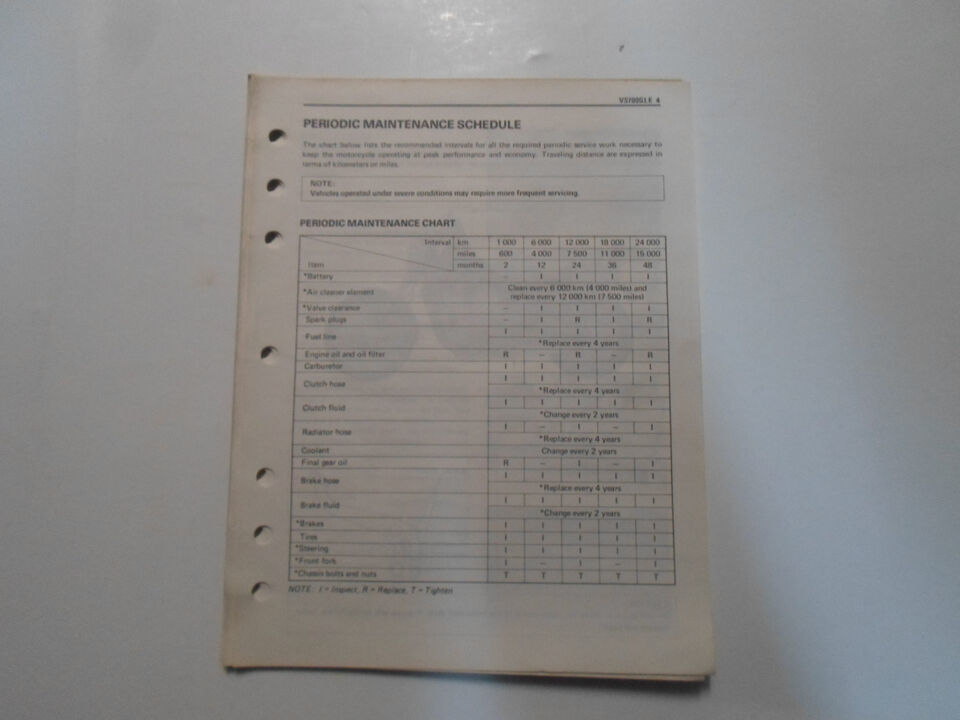 VS700GLE 4
PERIODIC MAINTENANCE SCHEDULE
The chart below lists the recommended intervals for all the required periodic service work necessary to
keep the motorcycle operating at peak performance and economy. Traveling distance are expressed in
terms of kilometers or miles.
NOTE:
Vehicles operated under severe conditions may require more frequent servicing.
PERIODIC MAINTENANCE CHART
Interval km 1 000 6 000 12 000 18 000 24 000
miles 600 4 000 7 500 11 000 15 000
Item months 2 12 24 36 48
*Battery – I I I I
*Air cleaner element Clean every 6 000 km (4 000 miles) and
replace every 12 000 km (7 500 miles)
*Valve clearance – I I I I
Spark plugs – I R I R
Fuel line I I I I I
*Replace every 4 years
Engine oil and oil filter R – R – R
Carburetor I I I I I
Clutch hose I I I I I
*Replace every 4 years
Clutch fluid I I I I I
*Change every 2 years
Radiator hose I – I – I
*Replace every 4 years
Coolant Change every 2 years
Final gear oil R – I – I
Brake hose I I I I I
*Replace every 4 years
Brake fluid I I I I I
*Change every 2 years
*Brakes I I I I I
Tires I I I I I
*Steering I I I I I
*Front fork I – I – I
*Chassis bolts and nuts T T T T T
NOTE: I = Inspect, R = Replace, T = Tighten